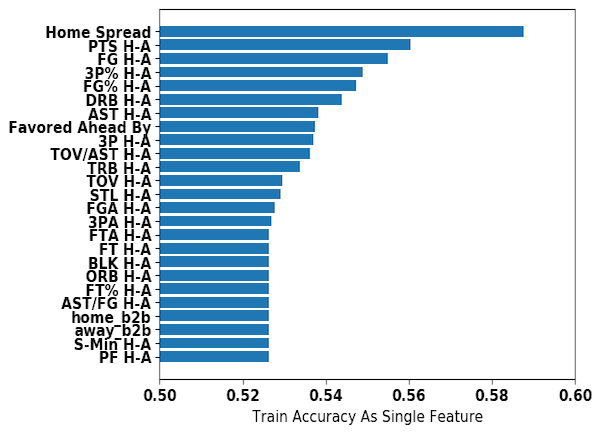 Home Spread
PTS H-A
FG H-A
3P% H-A
FG% H-A
DRB H-A
AST H-A
Favored Ahead By
3P H-A
TOV/AST H-A
TRB H-A
TOV H-A
STL H-A
FGA H-A
3PA H-A
FTA H-A
FT H-A
BLK H-A
ORB H-A
FT% H-A
AST/FG H-A
home_b2b
away_b2b
S-Min H-A
PF H-A
0.50 0.52 0.54 0.56 0.58 0.60
Train Accuracy As Single Feature